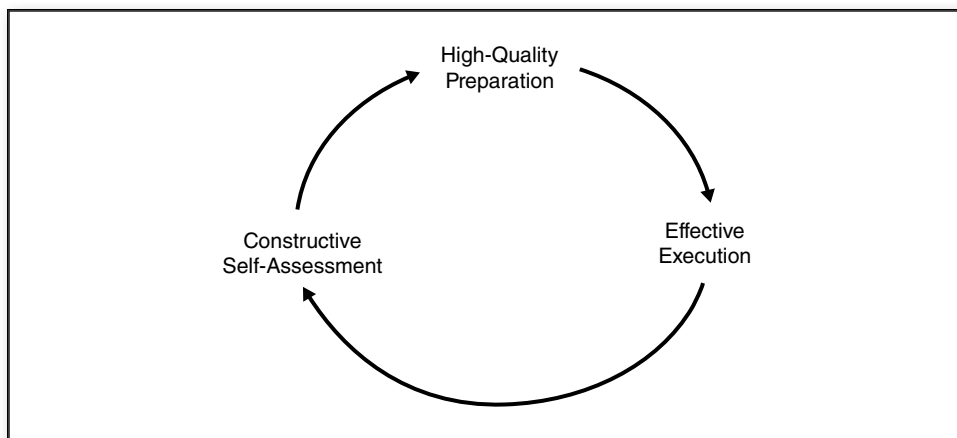 High-Quality
Preparation
Effective
Execution
Constructive
Self-Assessment